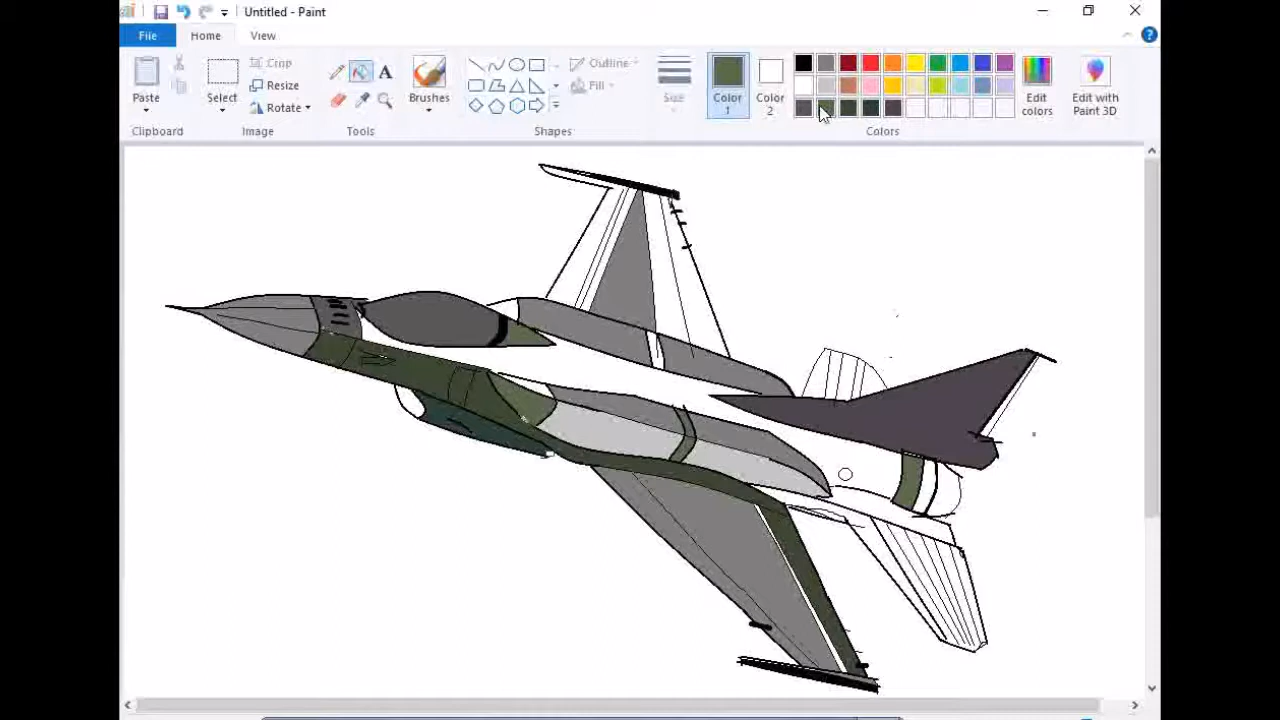 Untitled - Paint
File Home View
Paste
Select
Crop
Resize
Rotate
A
Brushes
Outline
Fill
Size
Color 1
Color 2
Edit colors
Edit with Paint 3D
Clipboard Image Tools Shapes Colors